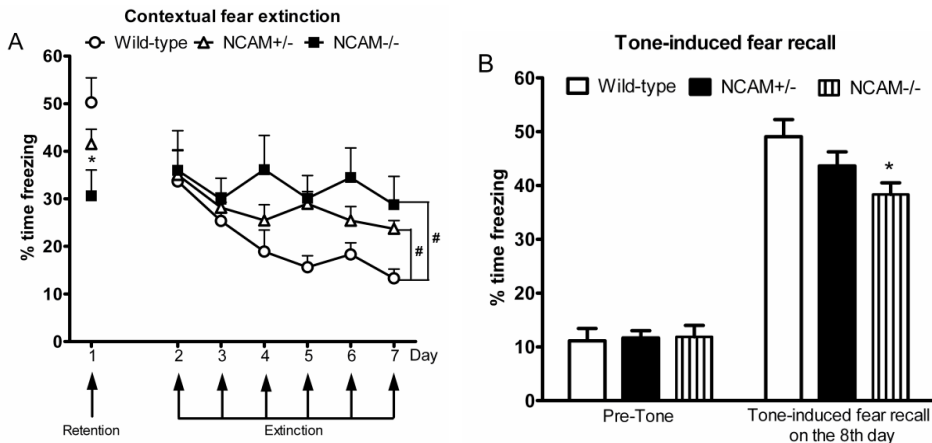 Contextual fear extinction
A
Wild-type NCAM+/- NCAM-/-
60
50
40
30
20
10
0
% time freezing
*
#
#
1 2 3 4 5 6 7 Day
Retention Extinction
Tone-induced fear recall
B
Wild-type NCAM+/- NCAM-/-
60
50
40
30
20
10
0
% time freezing
*
Pre-Tone Tone-induced fear recall
on the 8th day